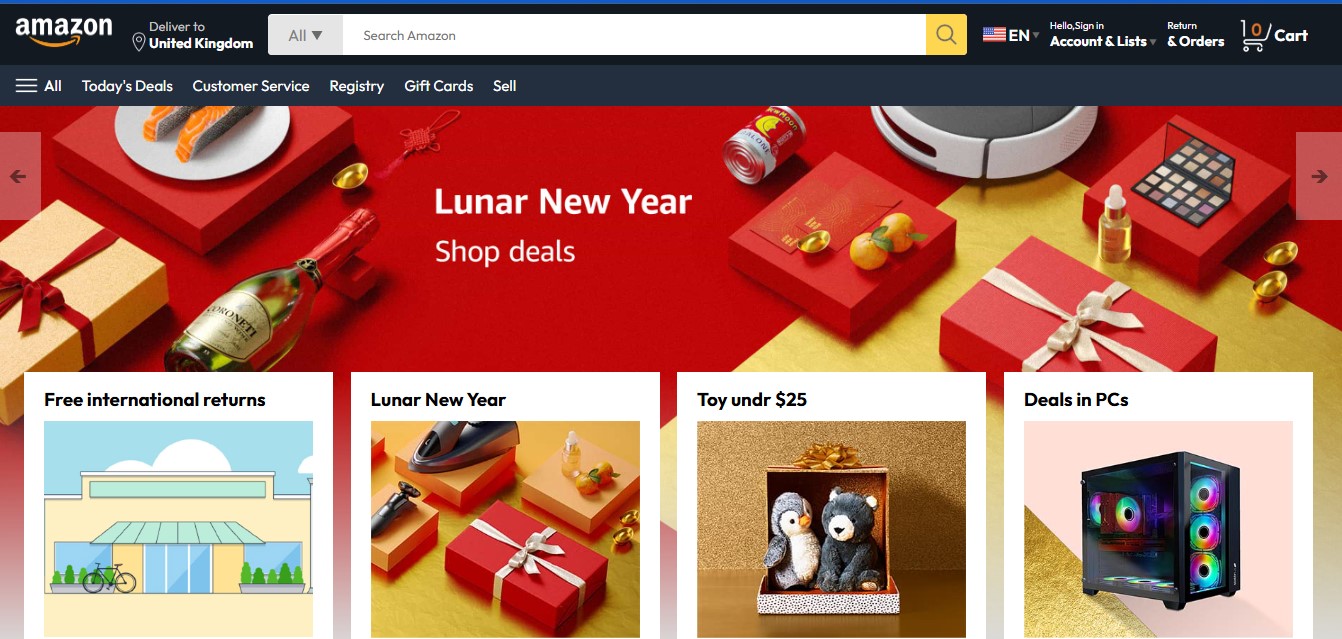 amazon
Deliver to
United Kingdom
All ▼
Search Amazon
EN
Hello,Sign in
Account & Lists
Return
& Orders
0
Cart
All
Today's Deals
Customer Service
Registry
Gift Cards
Sell
Lunar New Year
Shop deals
CORONETI
Free international returns
Lunar New Year
Toy undr $25
Deals in PCs